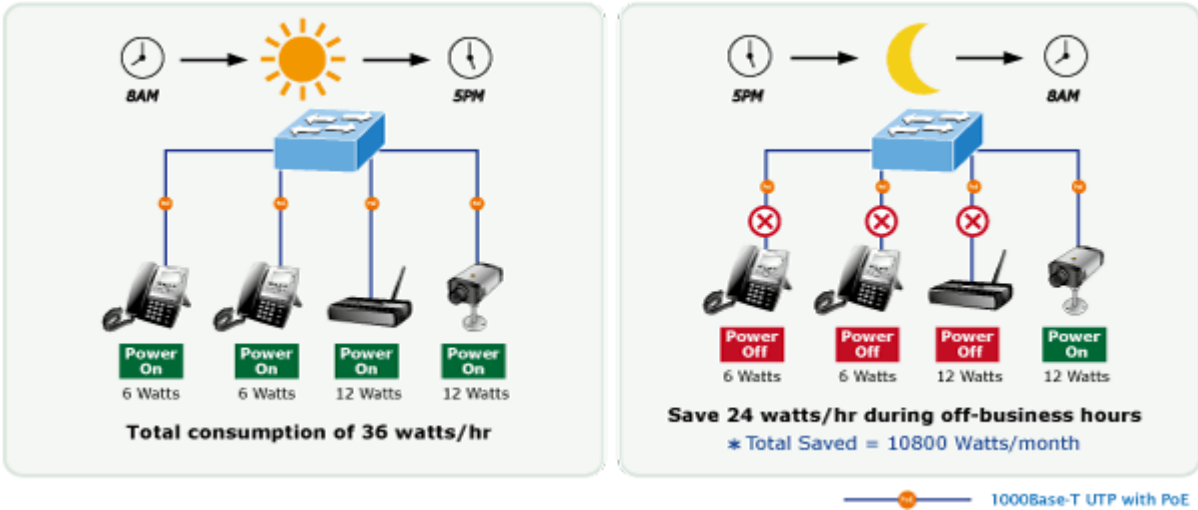 8AM
5PM
Power On
6 Watts
Power On
6 Watts
Power On
12 Watts
Power On
12 Watts
Total consumption of 36 watts/hr
5PM
8AM
Power Off
6 Watts
Power Off
6 Watts
Power Off
12 Watts
Power On
12 Watts
Save 24 watts/hr during off-business hours
* Total Saved = 10800 Watts/month
1000Base-T UTP with PoE